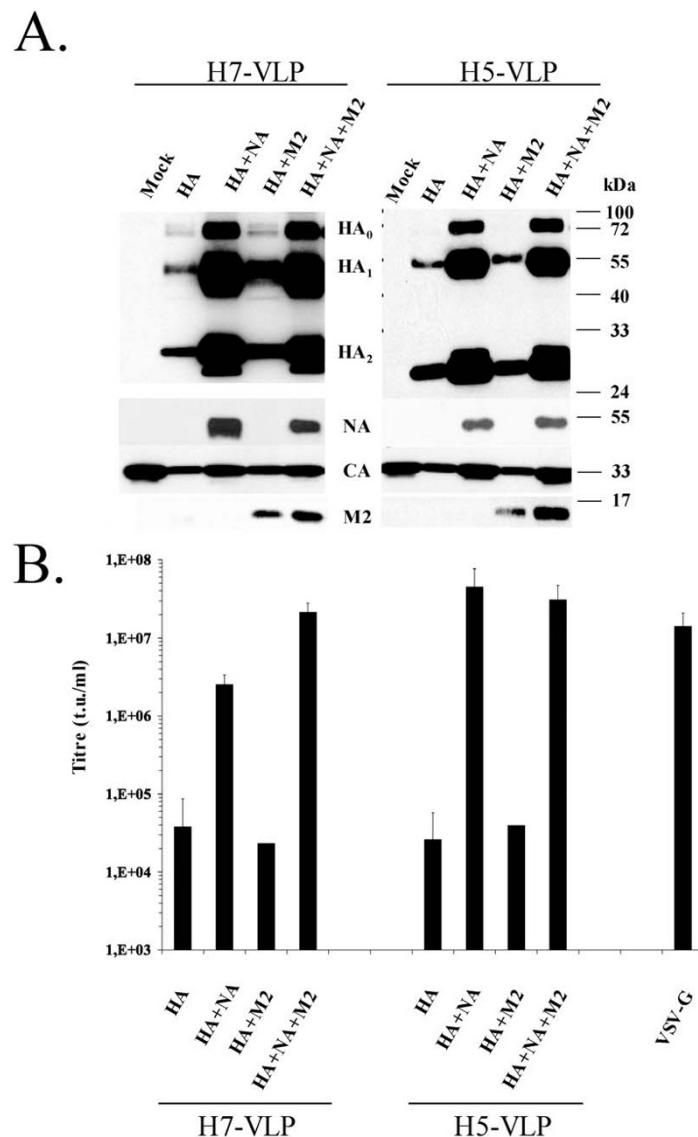 A.
H7-VLP
H5-VLP
Mock
HA
HA+NA
HA+M2
HA+NA+M2
Mock
HA
HA+NA
HA+M2
HA+NA+M2
kDa
HA0
HA1
HA2
NA
CA
M2
100
72
55
40
33
24
55
33
17
B.
Titre (t.u./ml)
1,E+08
1,E+07
1,E+06
1,E+05
1,E+04
1,E+03
HA
HA+NA
HA+M2
HA+NA+M2
HA
HA+NA
HA+M2
HA+NA+M2
VSV-G
H7-VLP
H5-VLP